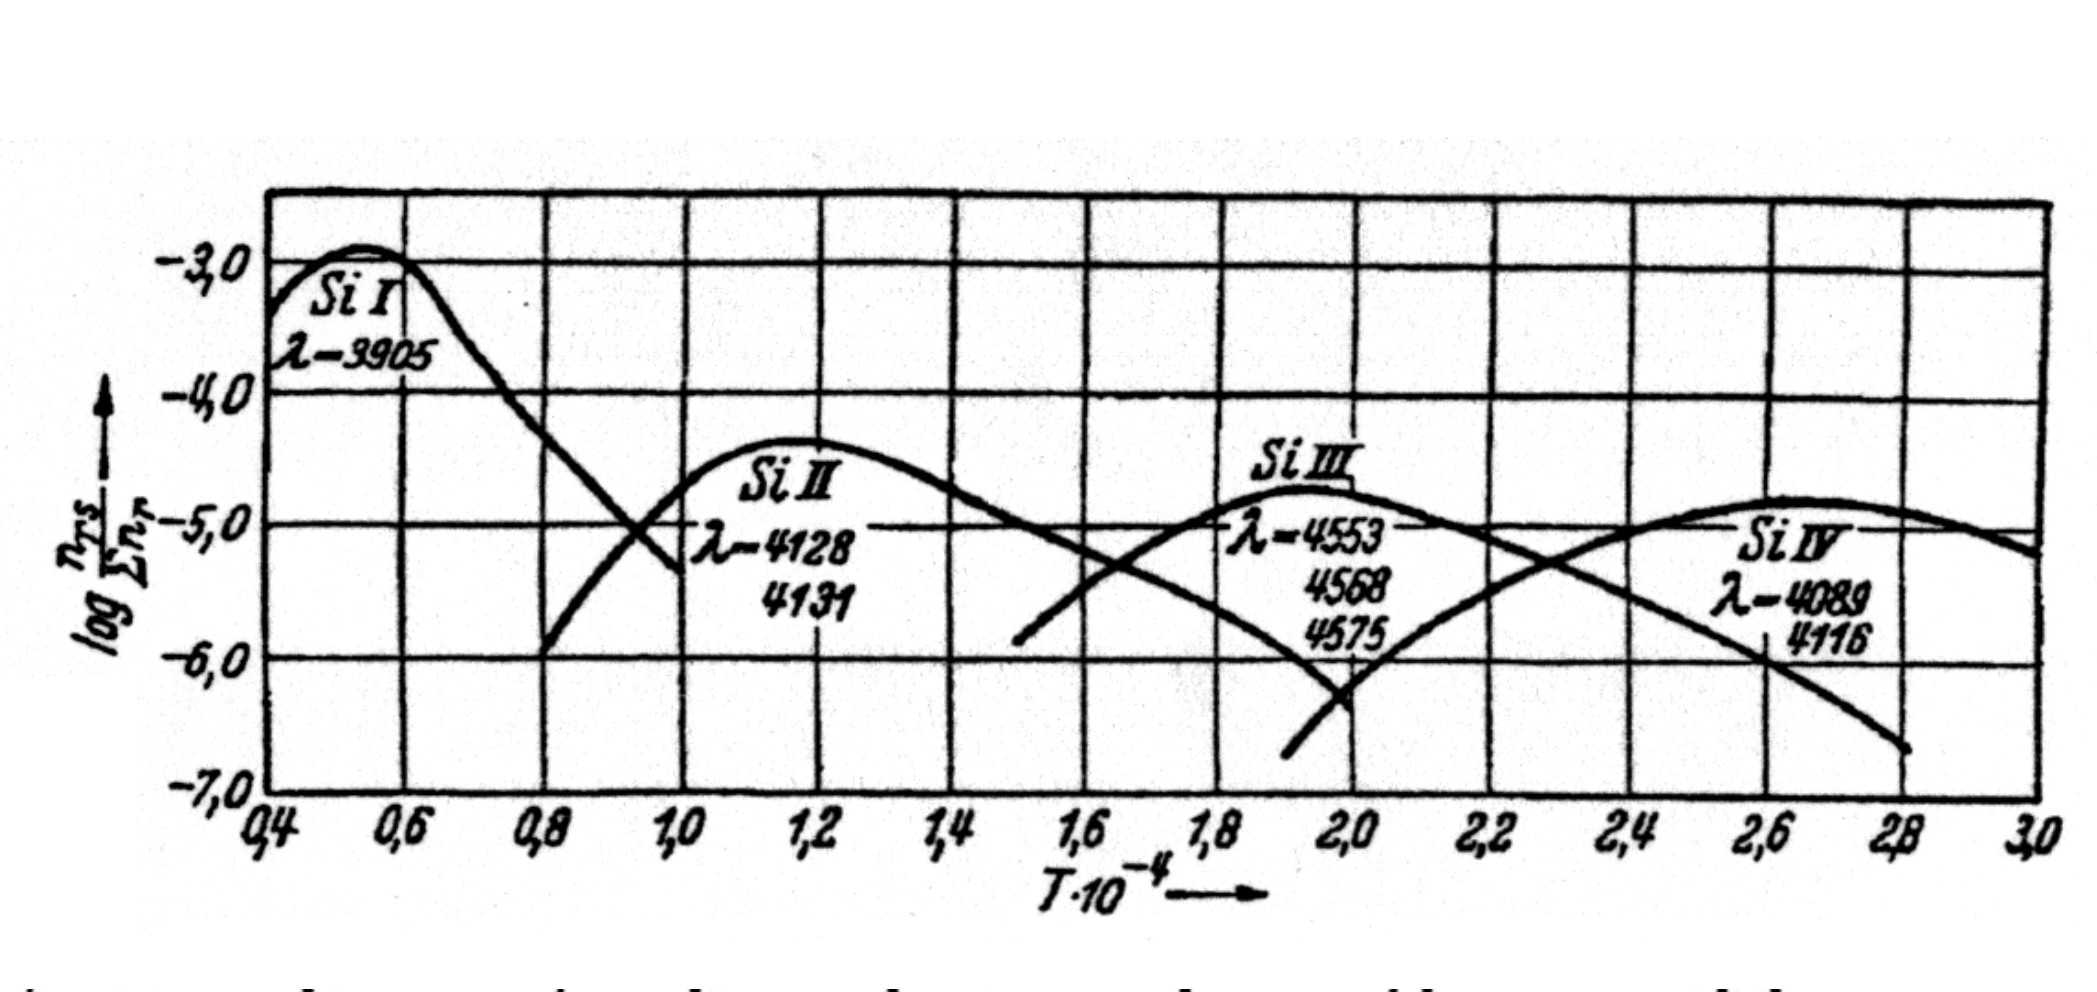 −3,0
Si I
λ=3905
−4,0
Si III
Si II
log n_rs / Σn_r
−5,0
λ=4128
4131
λ=4553
4568
4575
Si IV
λ=4089
4116
−6,0
−7,0
0,4 0,6 0,8 1,0 1,2 1,4 1,6 1,8 2,0 2,2 2,4 2,6 2,8 3,0
T·10⁻⁴